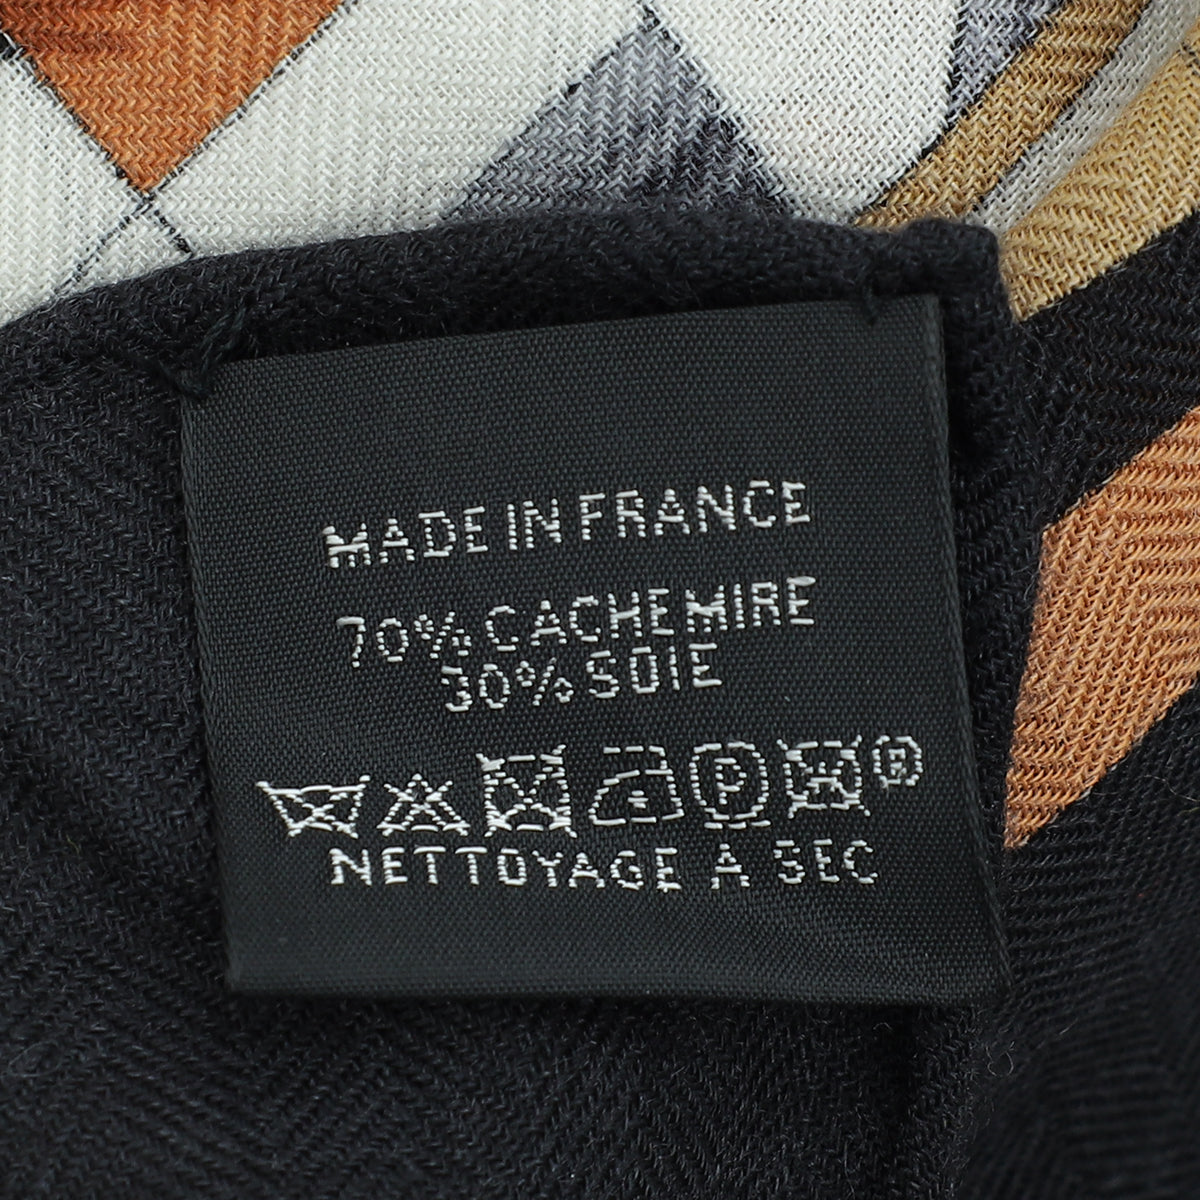 MADE IN FRANCE
70% CACHEMIRE
30% SOIE
P ®
NETTOYAGE A SEC